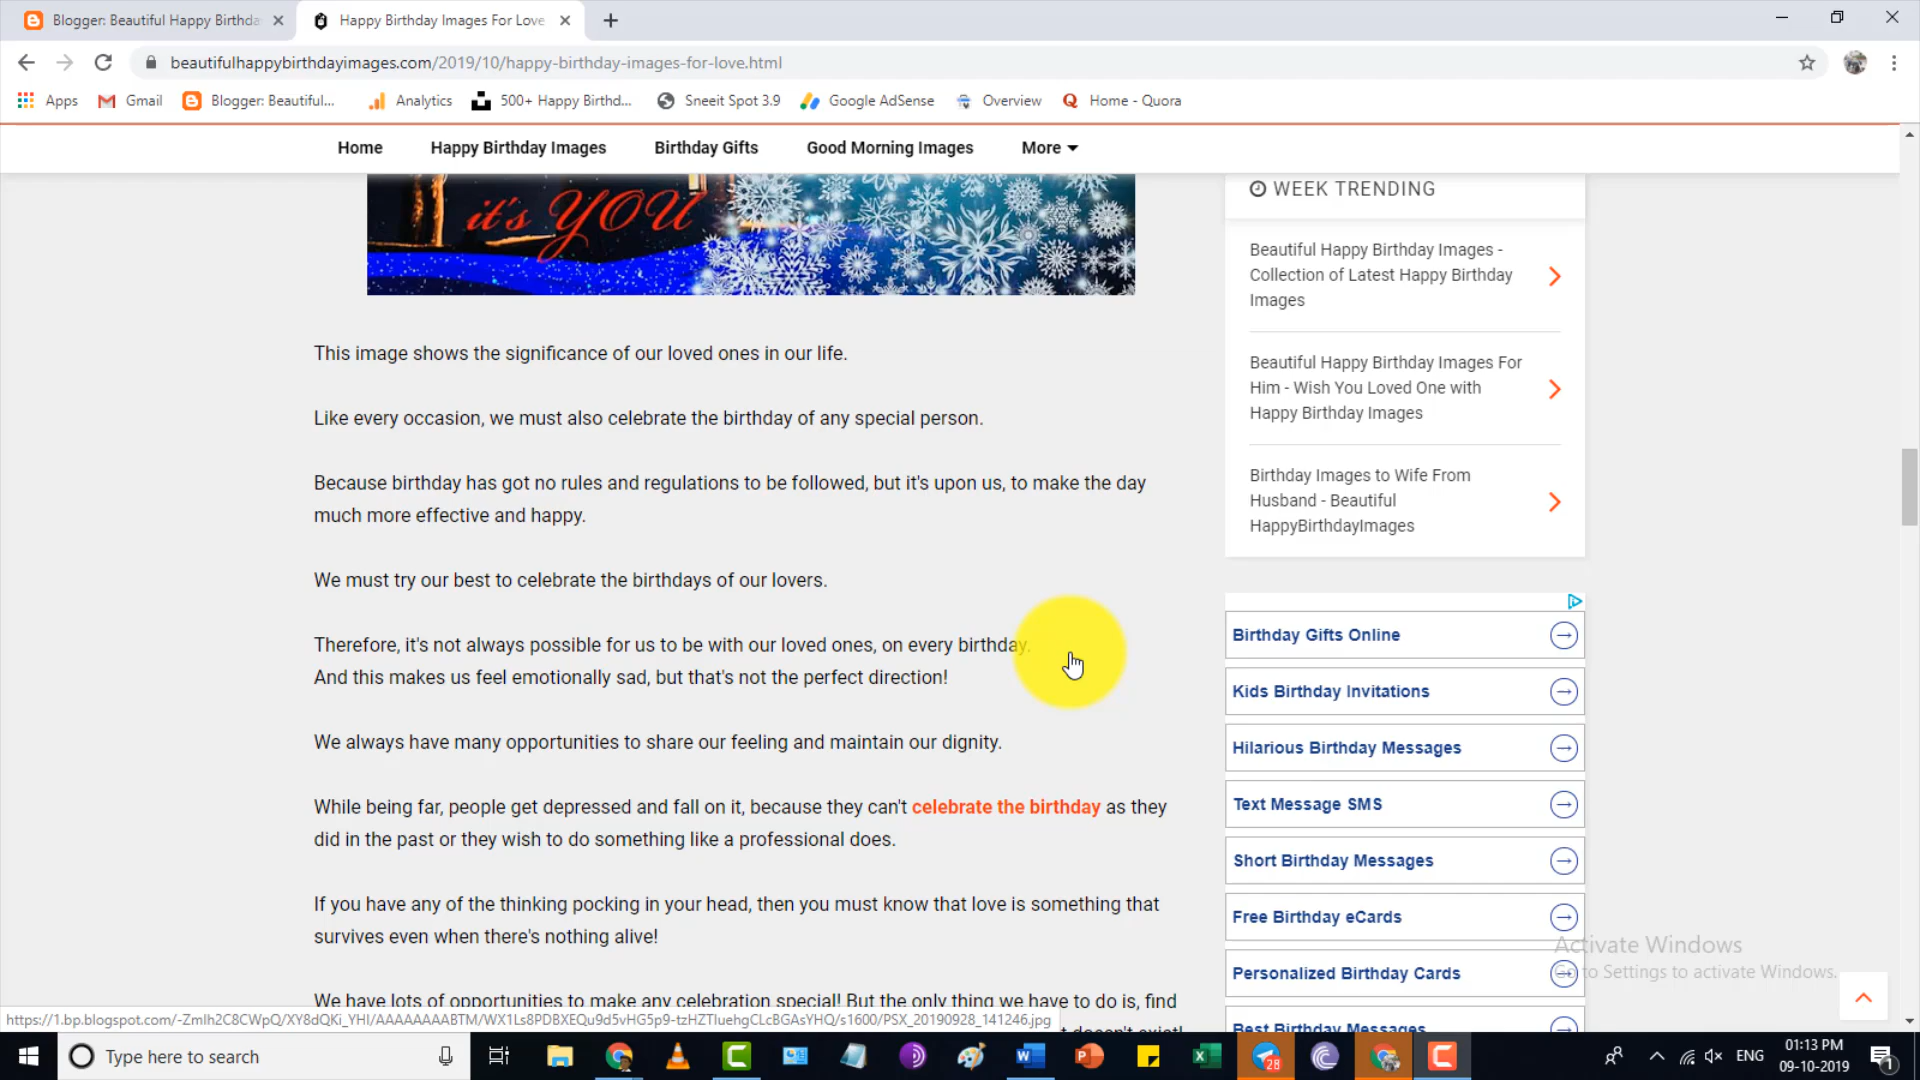 Blogger: Beautiful Happy Birthda
Happy Birthday Images For Love
beautifulhappybirthdayimages.com/2019/10/happy-birthday-images-for-love.html
Apps
Gmail
Blogger: Beautiful...
Analytics
500+ Happy Birthd...
Sneeit Spot 3.9
Google AdSense
Overview
Home - Quora
Home
Happy Birthday Images
Birthday Gifts
Good Morning Images
More
it's YOU
This image shows the significance of our loved ones in our life.
Like every occasion, we must also celebrate the birthday of any special person.
Because birthday has got no rules and regulations to be followed, but it's upon us, to make the day
much more effective and happy.
We must try our best to celebrate the birthdays of our lovers.
Therefore, it's not always possible for us to be with our loved ones, on every birthday.
And this makes us feel emotionally sad, but that's not the perfect direction!
We always have many opportunities to share our feeling and maintain our dignity.
While being far, people get depressed and fall on it, because they can't celebrate the birthday as they
did in the past or they wish to do something like a professional does.
If you have any of the thinking pocking in your head, then you must know that love is something that
survives even when there's nothing alive!
We have lots of opportunities to make any celebration special! But the only thing we have to do is, find
t doesn't exist!
WEEK TRENDING
Beautiful Happy Birthday Images -
Collection of Latest Happy Birthday
Images
Beautiful Happy Birthday Images For
Him - Wish You Loved One with
Happy Birthday Images
Birthday Images to Wife From
Husband - Beautiful
HappyBirthdayImages
Birthday Gifts Online
Kids Birthday Invitations
Hilarious Birthday Messages
Text Message SMS
Short Birthday Messages
Free Birthday eCards
Personalized Birthday Cards
Best Birthday Messages
Activate Windows
Go to Settings to activate Windows.
https://1.bp.blogspot.com/-ZmIh2C8CWpQ/XY8dQKi_YHI/AAAAAAAABTM/WX1Ls8PDBXEQu9d5vHG5p9-tzHZTluehgCLcBGAsYHQ/s1600/PSX_20190928_141246.jpg
Type here to search
28
ENG
01:13 PM
09-10-2019
1